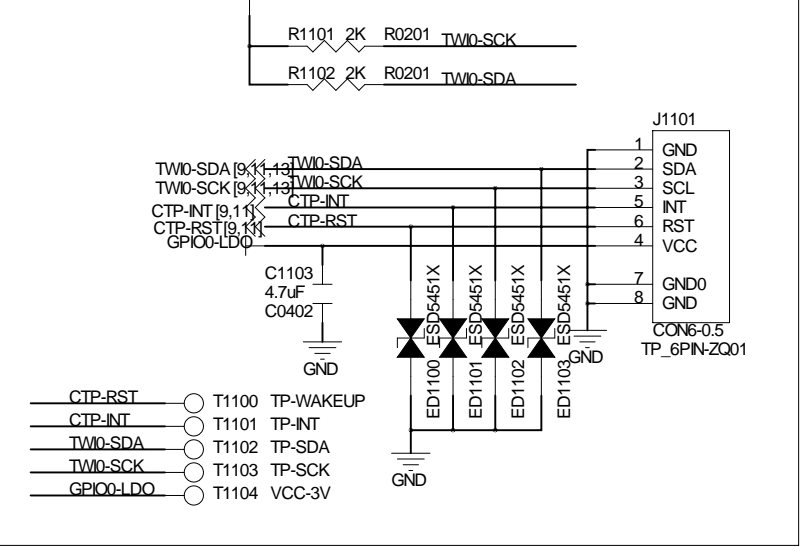 R1101 2K R0201 TWI0-SCK
R1102 2K R0201 TWI0-SDA
J1101
1 GND
TWI0-SDA [9,11,13] TWI0-SDA 2 SDA
TWI0-SCK [9,11,13] TWI0-SCK 3 SCL
CTP-INT [9,11] CTP-INT 5 INT
CTP-RST [9,11] CTP-RST 6 RST
GPIO0-LDO 4 VCC
7 GND0
8 GND
CON6-0.5
TP_6PIN-ZQ01
C1103
4.7uF
C0402
GND
ED1100 ESD5451X
ED1101 ESD5451X
ED1102 ESD5451X
ED1103 ESD5451X
GND
GND
CTP-RST T1100 TP-WAKEUP
CTP-INT T1101 TP-INT
TWI0-SDA T1102 TP-SDA
TWI0-SCK T1103 TP-SCK
GPIO0-LDO T1104 VCC-3V